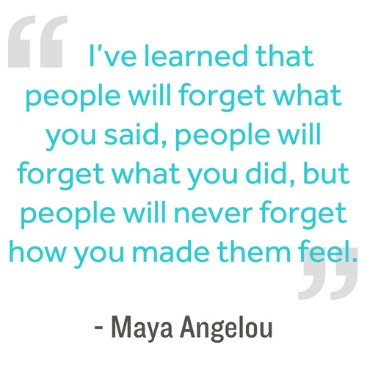 “ I’ve learned that
people will forget what
you said, people will
forget what you did, but
people will never forget
how you made them feel. ”
- Maya Angelou